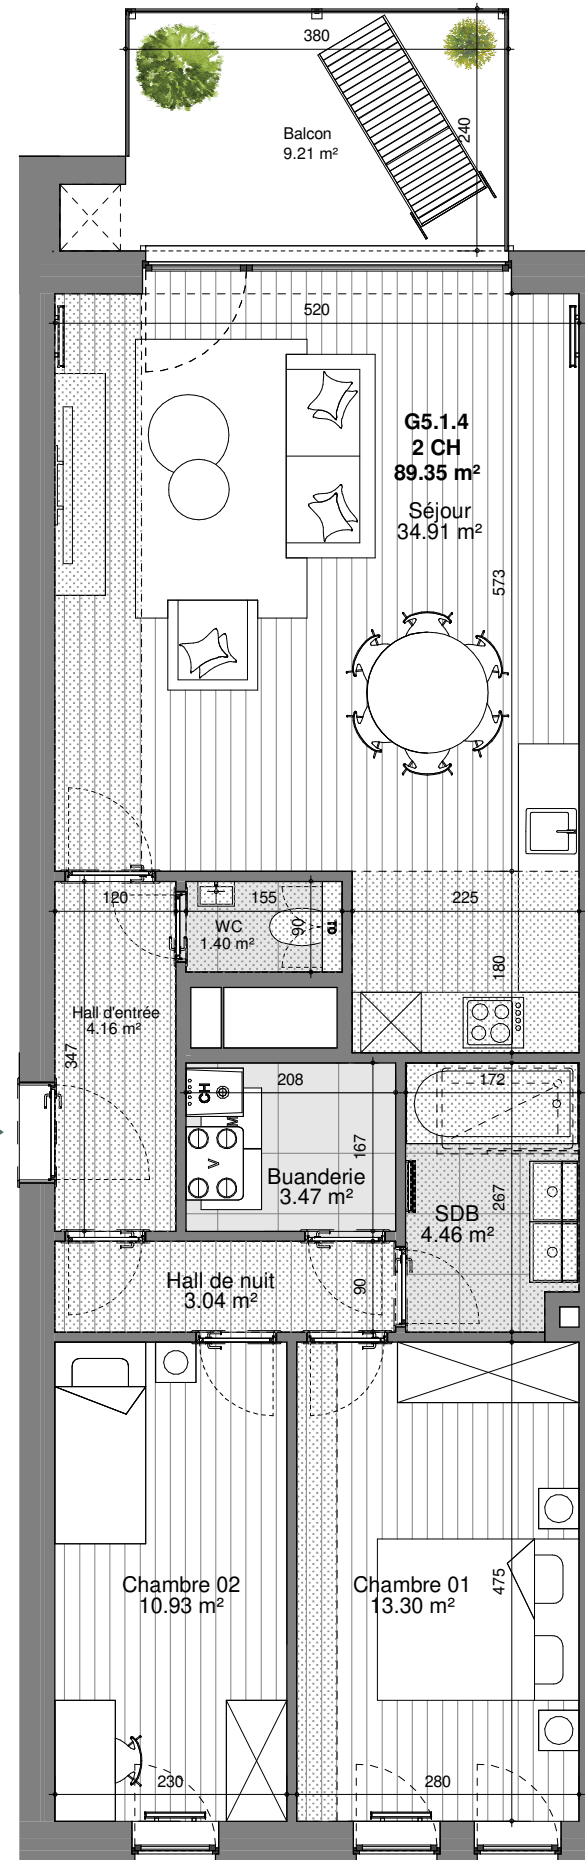 380
Balcon
9.21 m²
240
520
G5.1.4
2 CH
89.35 m²
Séjour
34.91 m²
573
120
155
225
WC
1.40 m²
90
180
Hall d'entrée
4.16 m²
347
208
172
CH
M
V
167
Buanderie
3.47 m²
267
SDB
4.46 m²
Hall de nuit
3.04 m²
90
Chambre 02
10.93 m²
Chambre 01
13.30 m²
475
230
280